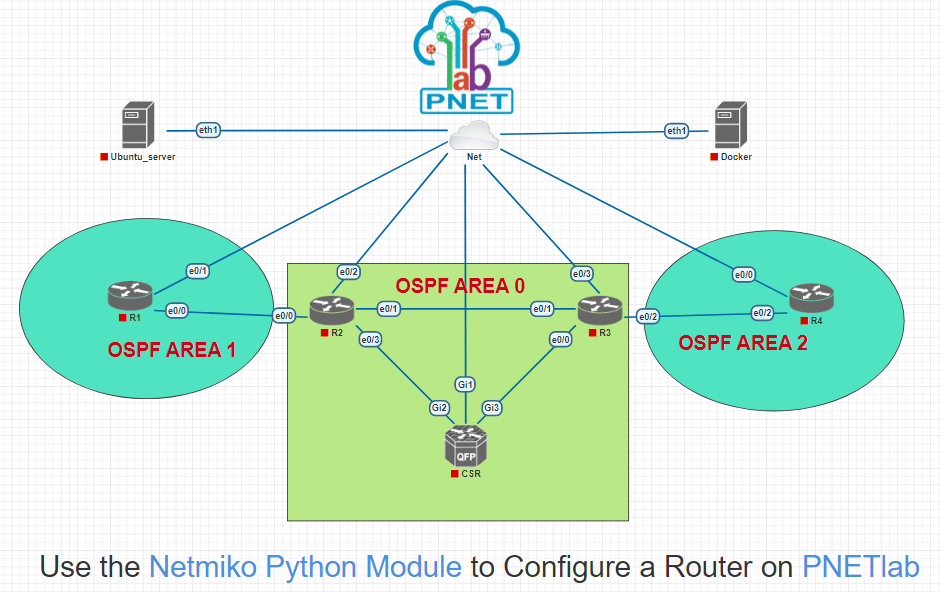 ab
PNET
eth1
eth1
Net
Ubuntu_server
Docker
e0/1
e0/2
e0/3
e0/0
OSPF AREA 0
R1
e0/0
e0/0
R2
e0/1
e0/1
R3
e0/2
e0/2
R4
OSPF AREA 1
e0/3
e0/0
OSPF AREA 2
Gi1
Gi2
Gi3
QFP
CSR
Use the Netmiko Python Module to Configure a Router on PNETlab